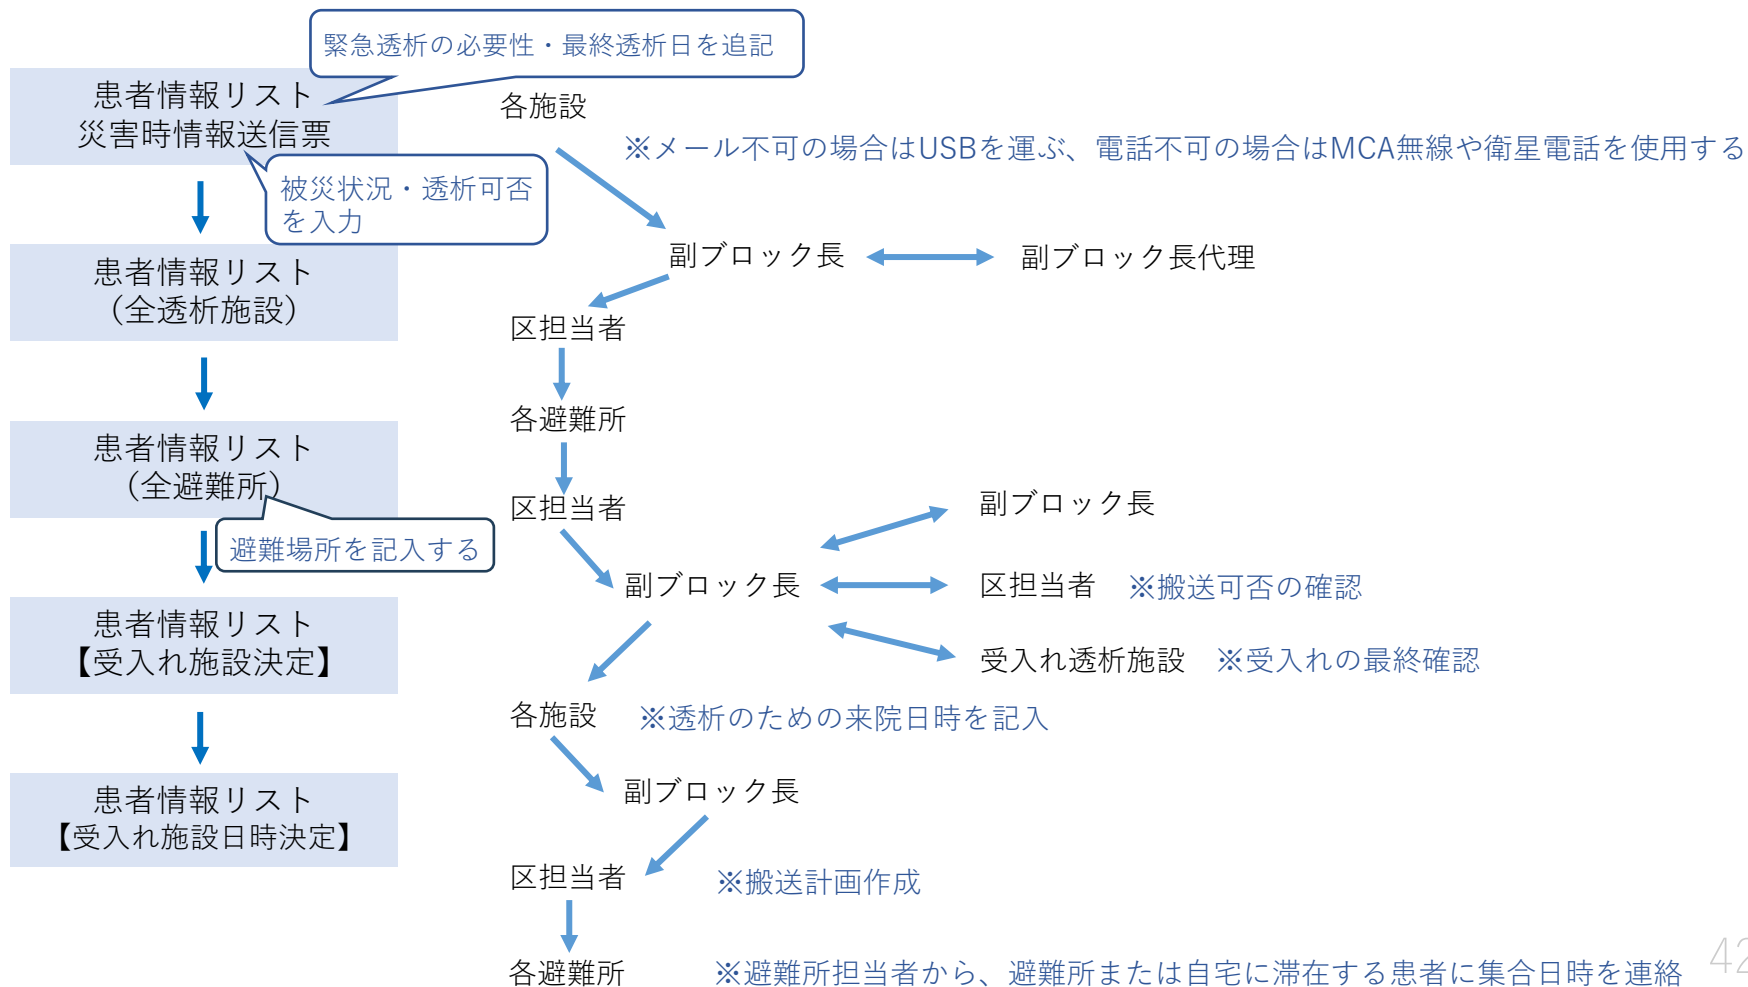 緊急透析の必要性・最終透析日を追記
患者情報リスト
災害時情報送信票
各施設
※メール不可の場合はUSBを運ぶ、電話不可の場合はMCA無線や衛星電話を使用する
被災状況・透析可否
を入力
副ブロック長
副ブロック長代理
患者情報リスト
（全透析施設）
区担当者
各避難所
患者情報リスト
（全避難所）
区担当者
副ブロック長
避難場所を記入する
副ブロック長
区担当者
※搬送可否の確認
患者情報リスト
【受入れ施設決定】
受入れ透析施設
※受入れの最終確認
各施設
※透析のための来院日時を記入
患者情報リスト
【受入れ施設日時決定】
副ブロック長
区担当者
※搬送計画作成
各避難所
※避難所担当者から、避難所または自宅に滞在する患者に集合日時を連絡
42